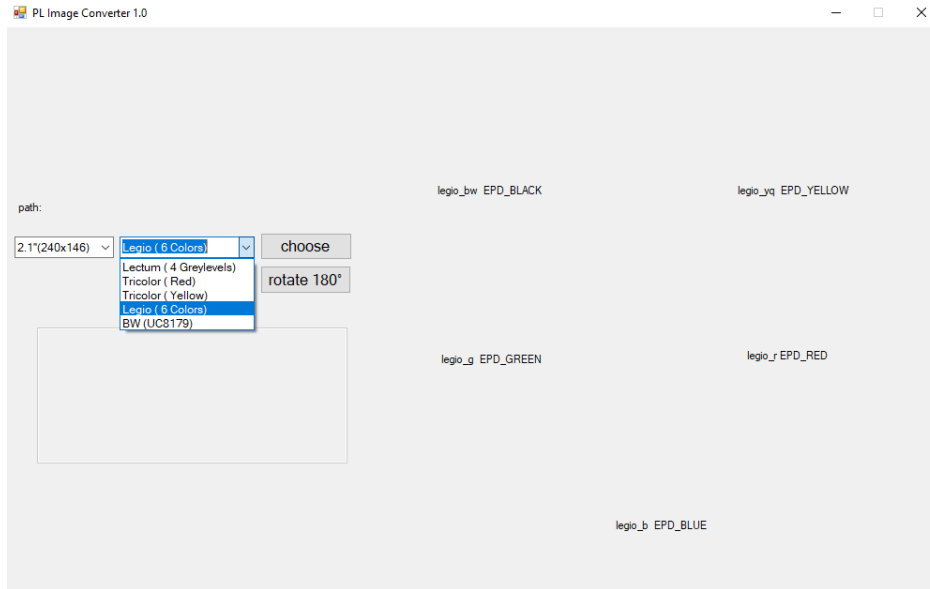 PL Image Converter 1.0
legio_bw EPD_BLACK
legio_yq EPD_YELLOW
path:
2.1"(240x146)
Legio ( 6 Colors)
choose
Lectum ( 4 Greylevels)
Tricolor ( Red)
Tricolor ( Yellow)
Legio ( 6 Colors)
BW (UC8179)
rotate 180°
legio_g EPD_GREEN
legio_r EPD_RED
legio_b EPD_BLUE